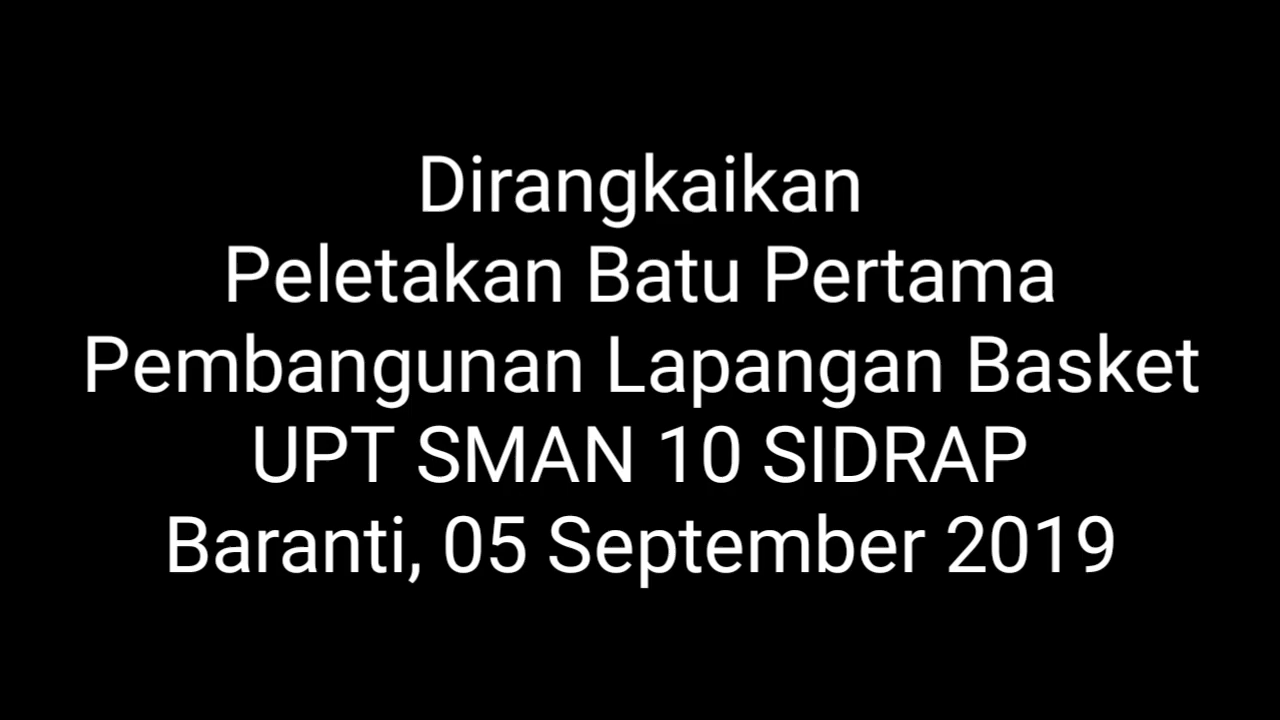 Dirangkaikan
Peletakan Batu Pertama
Pembangunan Lapangan Basket
UPT SMAN 10 SIDRAP
Baranti, 05 September 2019